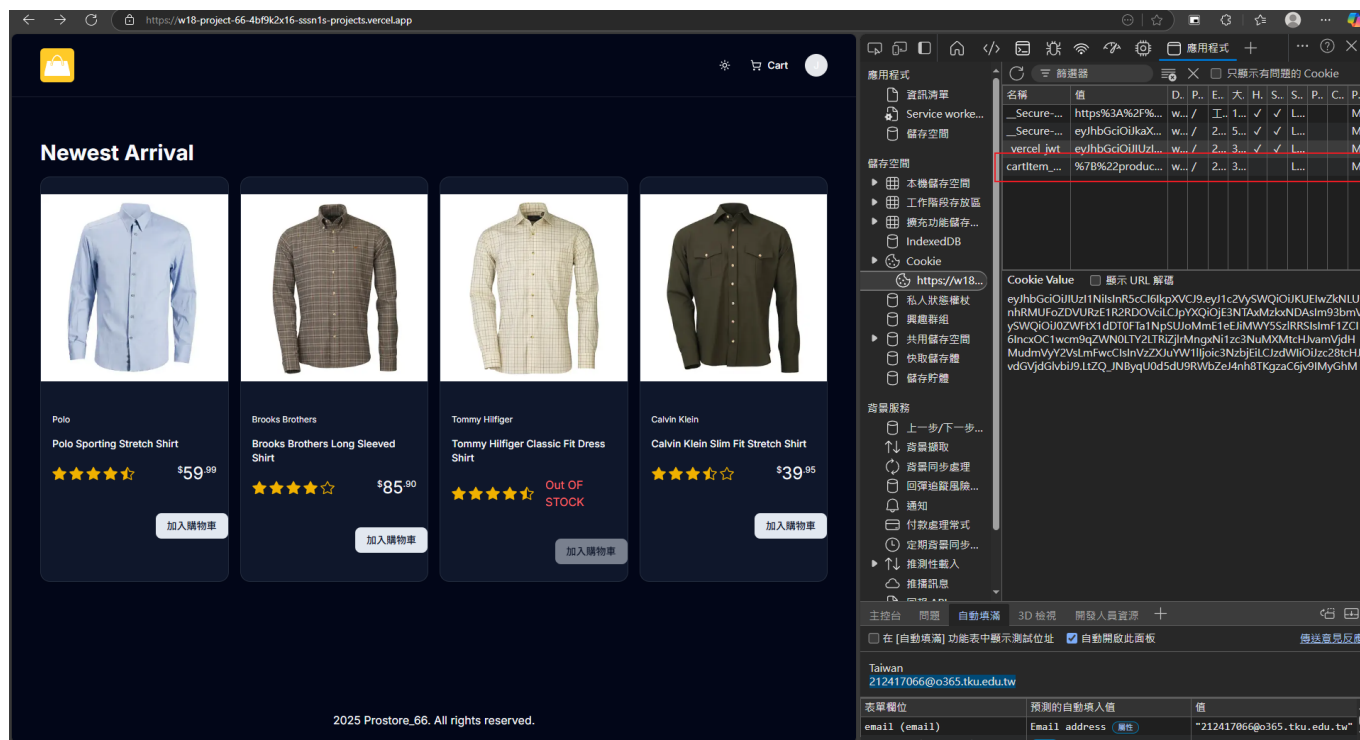 https://w18-project-66-4bf9k2x16-sssn1s-projects.vercel.app
Cart
J
Newest Arrival
Polo
Polo Sporting Stretch Shirt
$59.99
加入購物車
Brooks Brothers
Brooks Brothers Long Sleeved
Shirt
$85.90
加入購物車
Tommy Hilfiger
Tommy Hilfiger Classic Fit Dress
Shirt
Out OF
STOCK
加入購物車
Calvin Klein
Calvin Klein Slim Fit Stretch Shirt
$39.95
加入購物車
2025 Prostore_66. All rights reserved.
應用程式
應用程式
資訊清單
Service worke...
儲存空間
儲存空間
本機儲存空間
工作階段存放區
擴充功能儲存...
IndexedDB
Cookie
https://w18...
私人狀態權杖
興趣群組
共用儲存空間
快取儲存體
儲存貯體
背景服務
上一步/下一步...
背景擷取
背景同步處理
回彈追蹤風險...
通知
付款處理常式
定期背景同步...
推測性載入
推播訊息
篩選器
只顯示有問題的 Cookie
名稱 值 D.. P... E... 大. H. S... S... P... C... P.
__Secure-... https%3A%2F%... w... / 工.. 1... ✓ ✓ L... M
__Secure-... eyJhbGciOiJkaX... w... / 2... 5... ✓ ✓ L... M
_vercel_jwt eyJhbGciOiJIUzI... w... / 2... 3... ✓ ✓ L... M
cartItem_... %7B%22produc... w... / 2... 3... L... M
Cookie Value 顯示 URL 解碼
主控台 問題 自動填滿 3D 檢視 開發人員資源
在 [自動填滿] 功能表中顯示測試位址 自動開啟此面板 傳送意見反應
Taiwan
212417066@o365.tku.edu.tw
表單欄位 預測的自動填入值 值
email (email) Email address 屬性 "212417066@o365.tku.edu.tw"